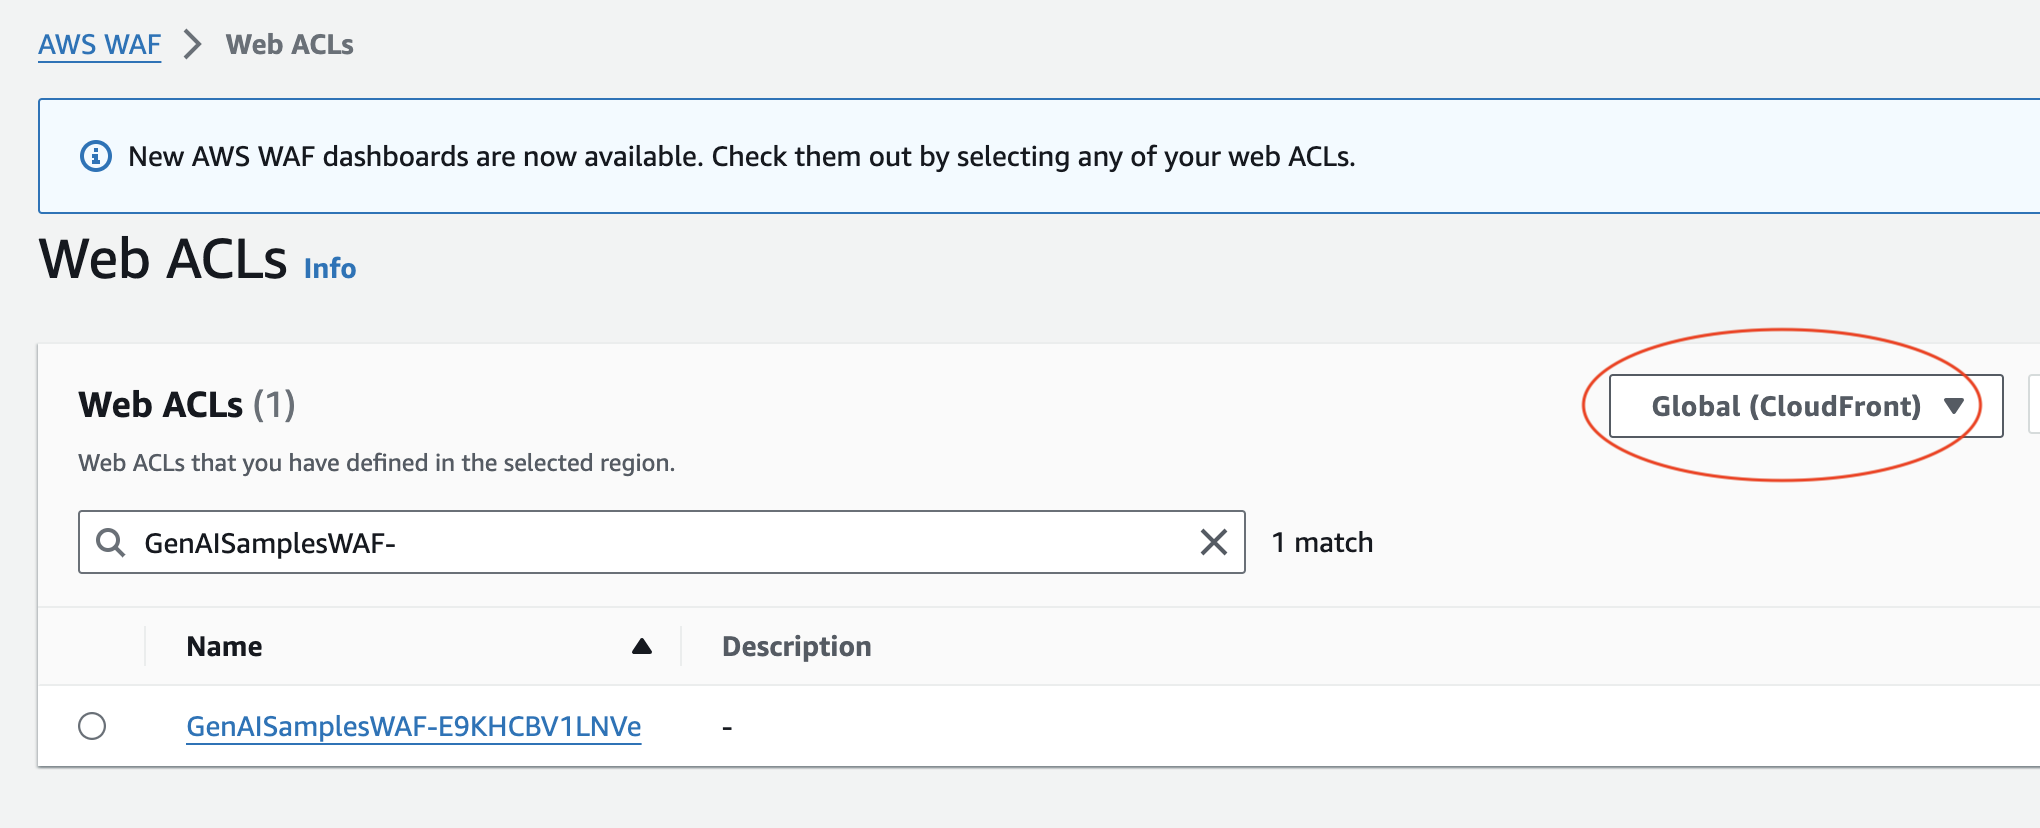 AWS WAF > Web ACLs
New AWS WAF dashboards are now available. Check them out by selecting any of your web ACLs.
Web ACLs Info
Web ACLs (1)
Global (CloudFront)
Web ACLs that you have defined in the selected region.
GenAISamplesWAF-
1 match
Name Description
GenAISamplesWAF-E9KHCBV1LNVe -